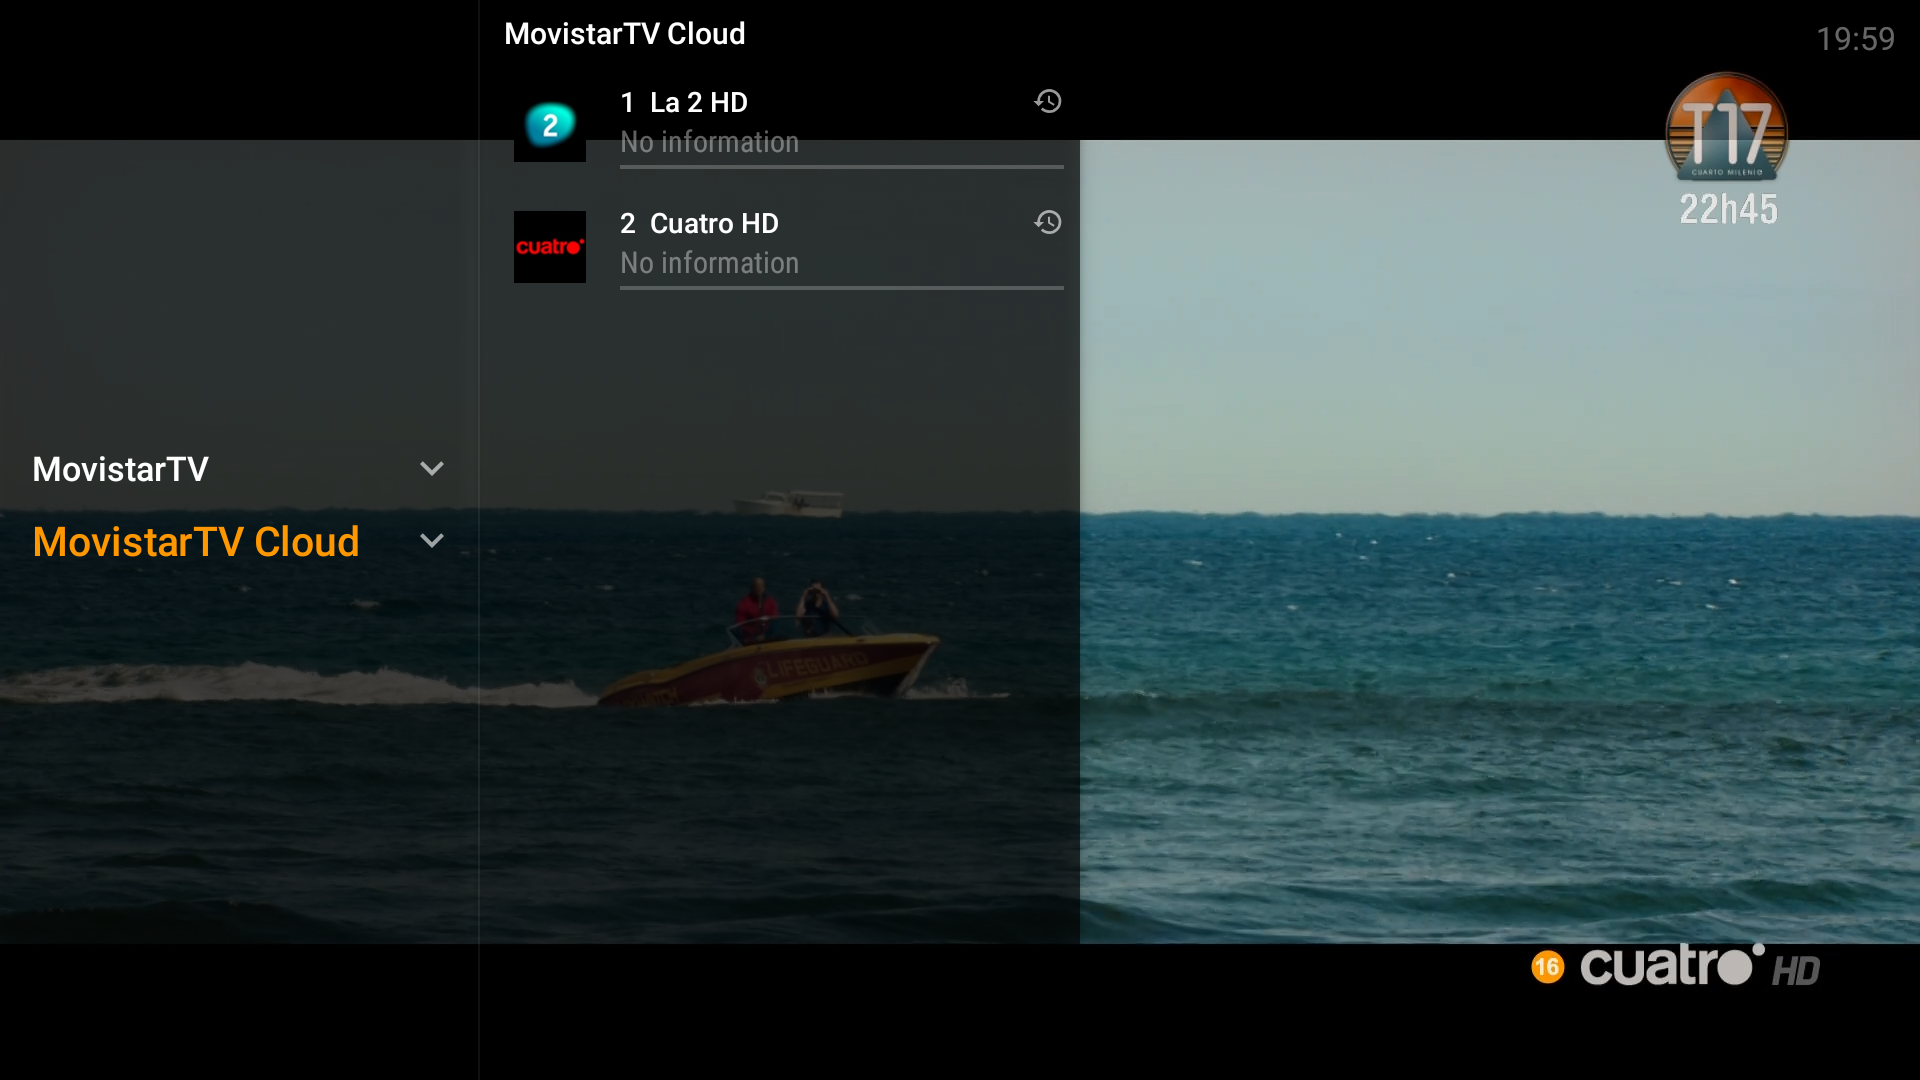 MovistarTV Cloud
19:59
2
1 La 2 HD
No information
cuatro
2 Cuatro HD
No information
T17
CUARTO MILENIO
22h45
MovistarTV
MovistarTV Cloud
LIFEGUARD
16 cuatro HD